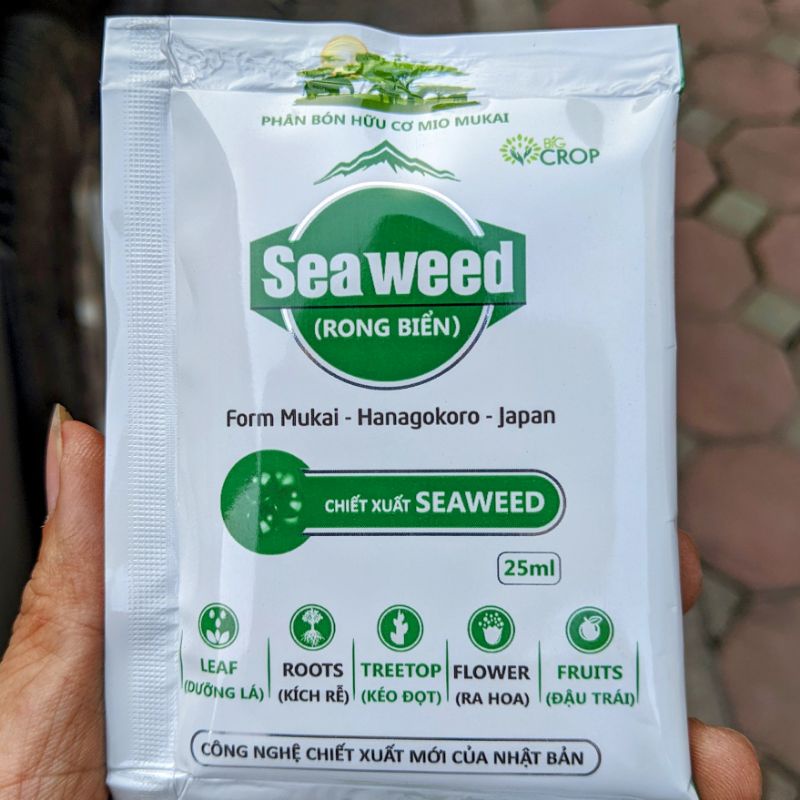 PHÂN BÓN HỮU CƠ MIO MUKAI
BIG
CROP
Seaweed
(RONG BIỂN)
Form Mukai - Hanagokoro - Japan
CHIẾT XUẤT SEAWEED
25ml
LEAF
(DƯỠNG LÁ)
ROOTS
(KÍCH RỄ)
TREETOP
(KÉO ĐỌT)
FLOWER
(RA HOA)
FRUITS
(ĐẬU TRÁI)
CÔNG NGHỆ CHIẾT XUẤT MỚI CỦA NHẬT BẢN